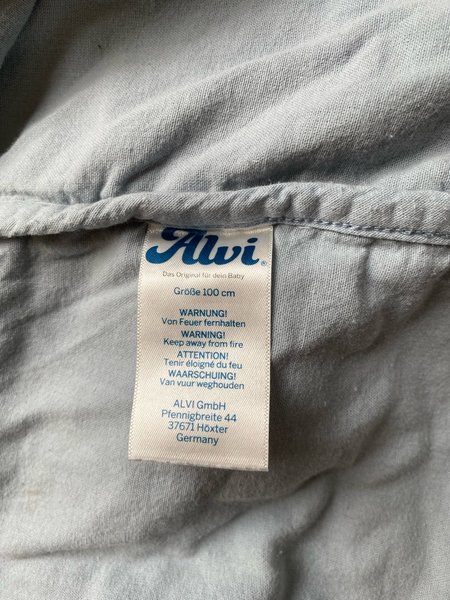 Alvi®
Das Original für dein Baby
Größe 100 cm
WARNUNG!
Von Feuer fernhalten
WARNING!
Keep away from fire
ATTENTION!
Tenir éloigné du feu
WAARSCHUING!
Van vuur weghouden
ALVI GmbH
Pfennigbreite 44
37671 Höxter
Germany